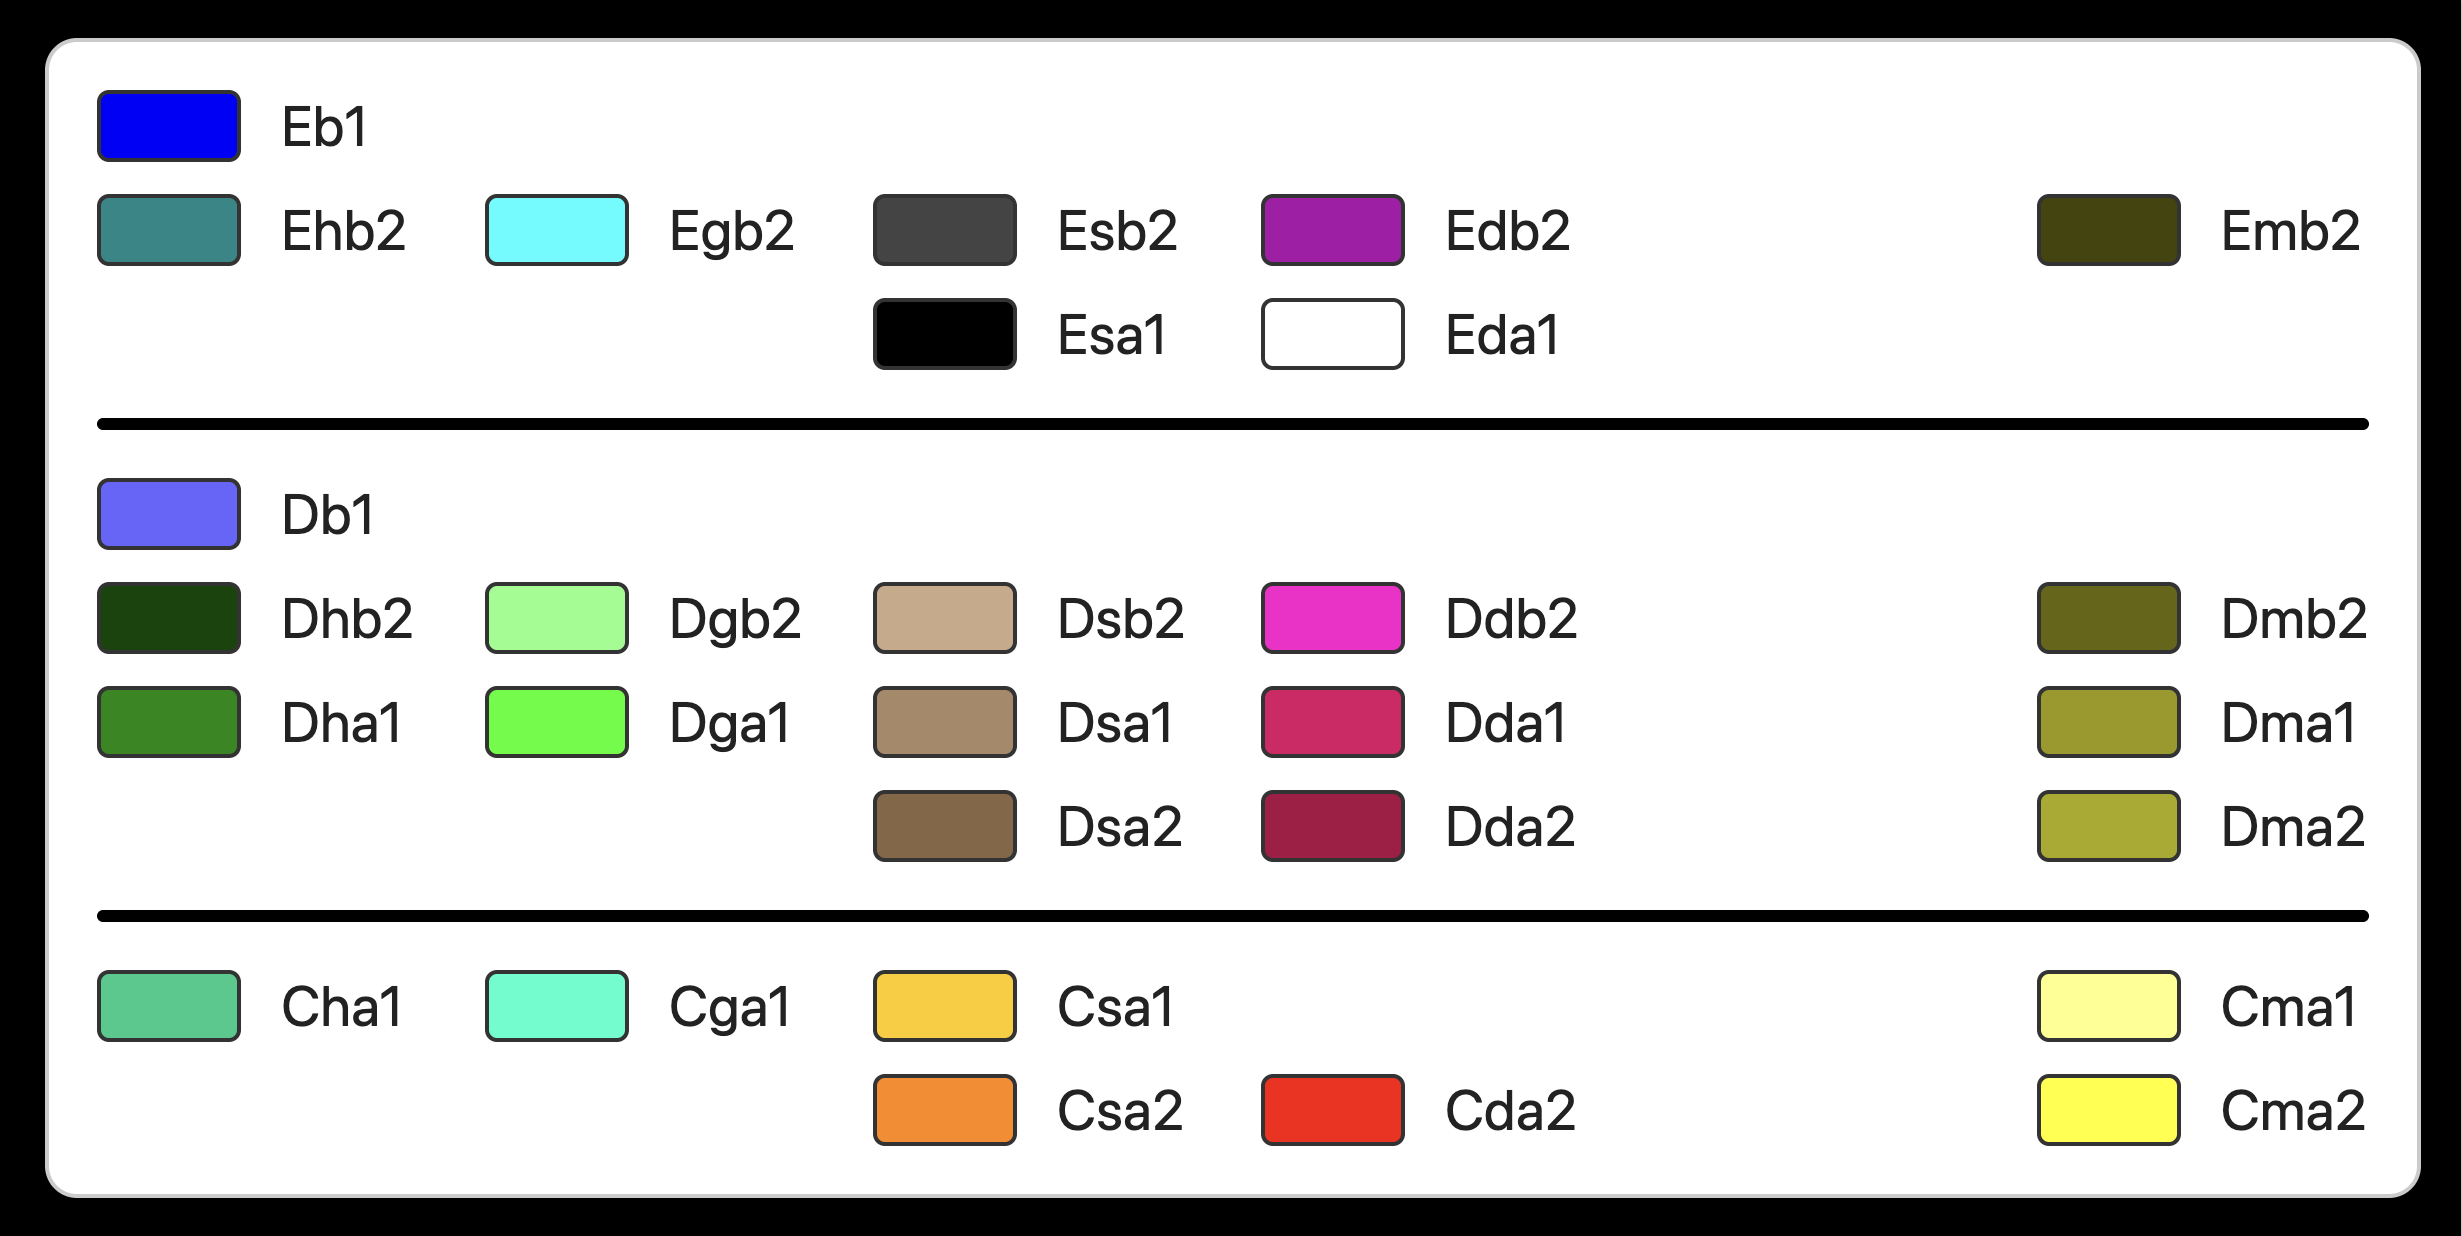 Eb1
Ehb2 Egb2 Esb2 Edb2 Emb2
Esa1 Eda1
Db1
Dhb2 Dgb2 Dsb2 Ddb2 Dmb2
Dha1 Dga1 Dsa1 Dda1 Dma1
Dsa2 Dda2 Dma2
Cha1 Cga1 Csa1 Cma1
Csa2 Cda2 Cma2